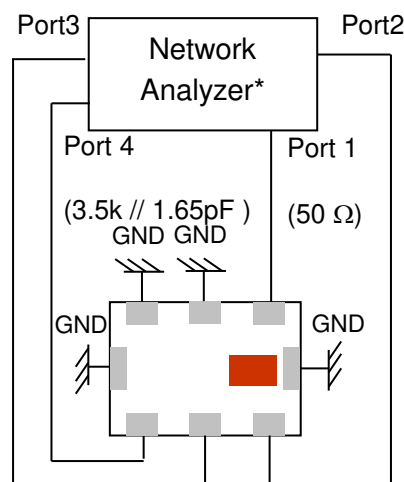 Port3
Port2
Network
Analyzer*
Port 4
Port 1
(3.5k // 1.65pF )
(50 Ω)
GND GND
GND
GND